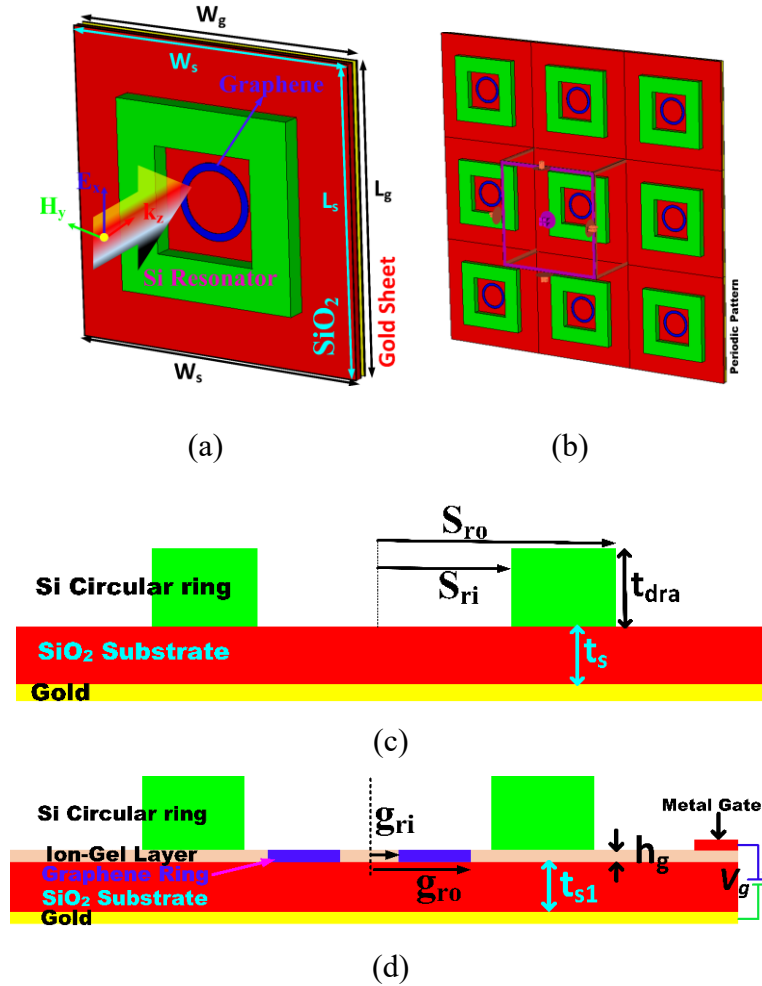 Wg
Ws
Graphene
Ex
Hy
kz
Ls
Lg
Si Resonator
SiO2
Gold Sheet
Ws
Periodic Pattern
(a)
(b)
Sro
Si Circular ring
Sri
tdra
SiO2 Substrate
ts
Gold
(c)
Si Circular ring
gri
Metal Gate
Ion-Gel Layer
hg
Graphene Ring
gro
SiO2 Substrate
ts1
Vg
Gold
(d)